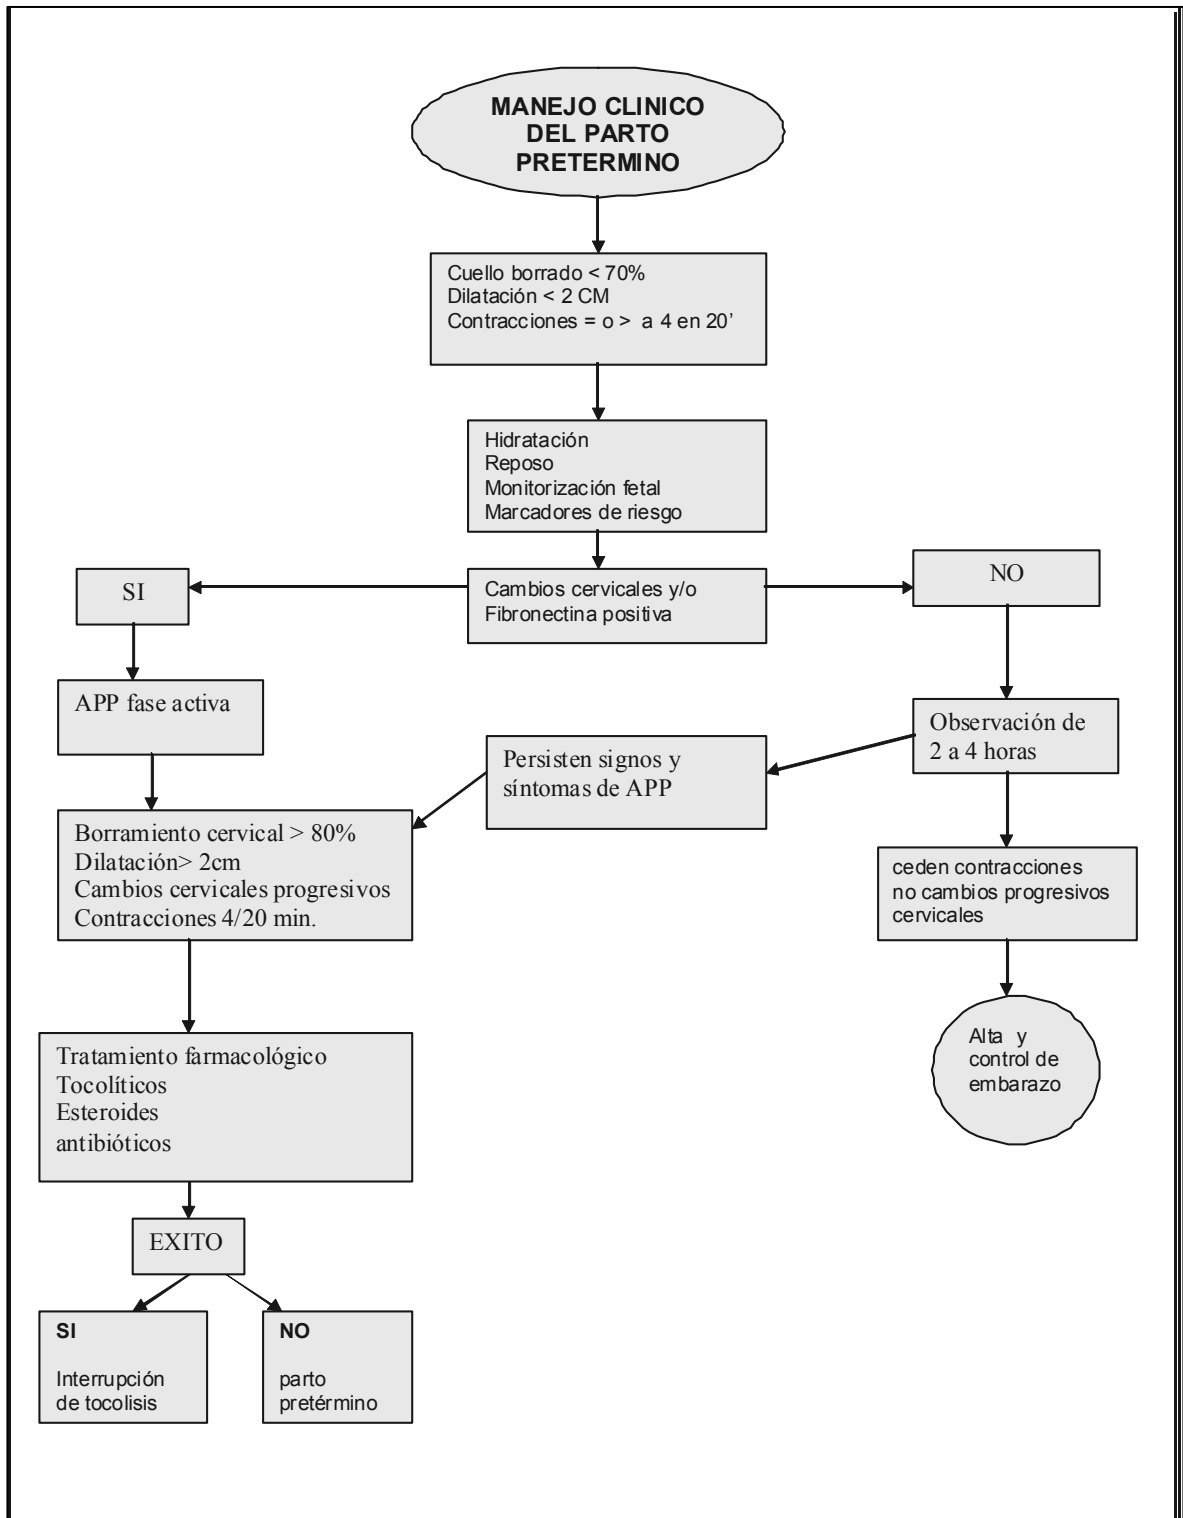 MANEJO CLINICO
DEL PARTO
PRETERMINO
Cuello borrado < 70%
Dilatación < 2 CM
Contracciones = o > a 4 en 20’
Hidratación
Reposo
Monitorización fetal
Marcadores de riesgo
SI
Cambios cervicales y/o
Fibronectina positiva
NO
APP fase activa
Observación de
2 a 4 horas
Persisten signos y
síntomas de APP
Borramiento cervical > 80%
Dilatación> 2cm
Cambios cervicales progresivos
Contracciones 4/20 min.
ceden contracciones
no cambios progresivos
cervicales
Tratamiento farmacológico
Tocolíticos
Esteroides
antibióticos
Alta y
control de
embarazo
EXITO
SI
Interrupción
de tocolisis
NO
parto
pretérmino